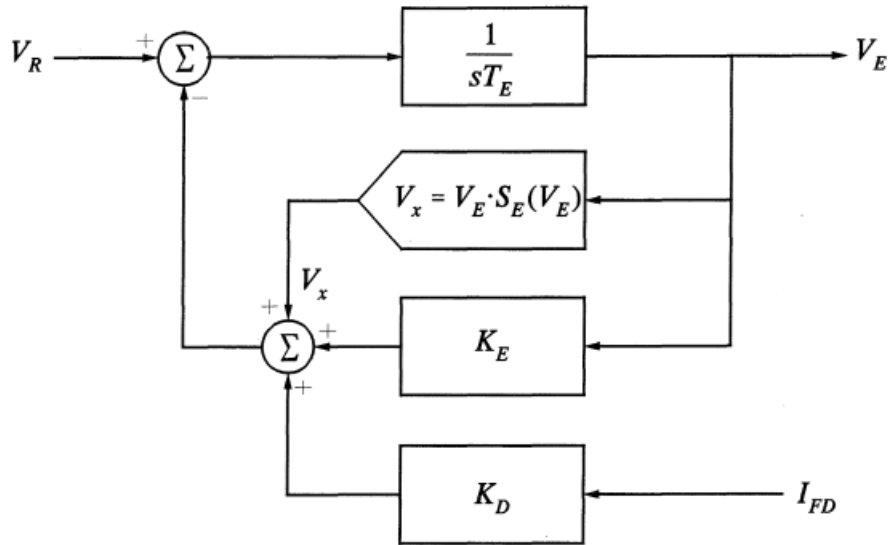 V_R
+
Σ
−
1
sT_E
V_E
V_x = V_E·S_E(V_E)
V_x
+
Σ
+
+
K_E
K_D
I_FD